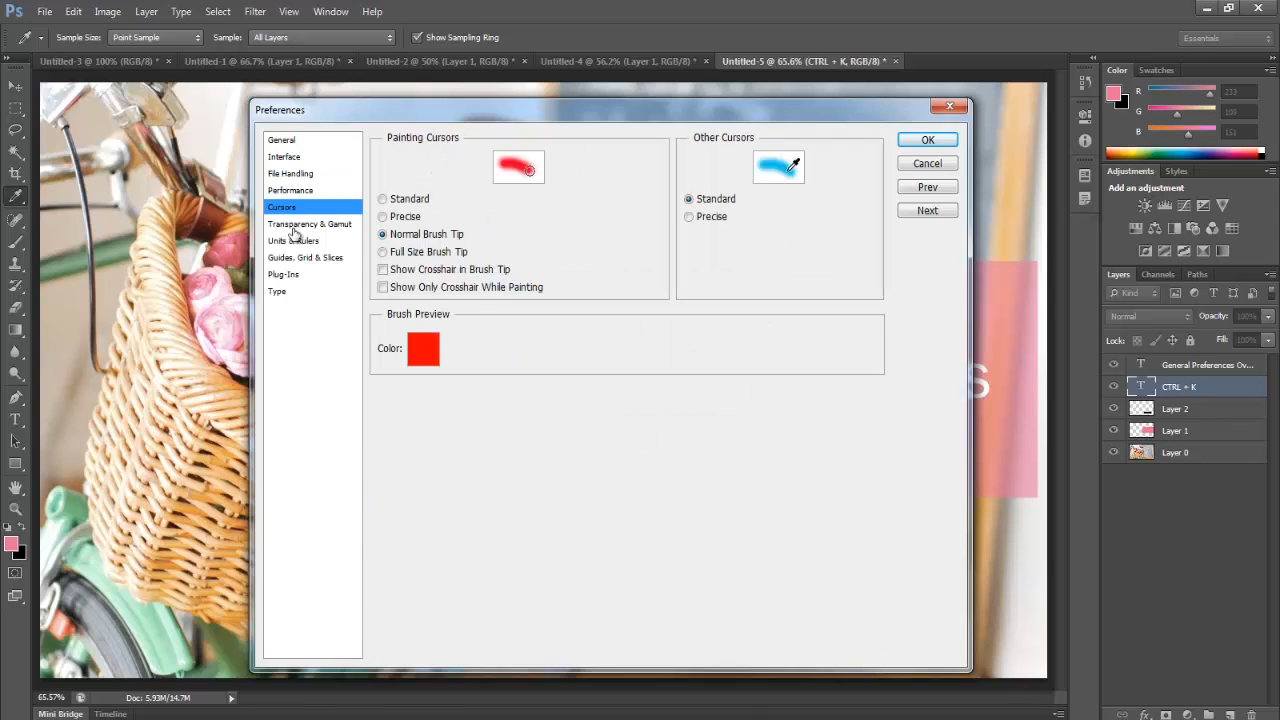 Ps File Edit Image Layer Type Select Filter View Window Help
Sample Size: Point Sample Sample: All Layers Show Sampling Ring Essentials
Untitled-3 @ 100% (RGB/8) * × Untitled-1 @ 66.7% (Layer 1, RGB/8) * × Untitled-2 @ 50% (Layer 1, RGB/8) * × Untitled-4 @ 56.2% (Layer 1, RGB/8) * × Untitled-5 @ 65.6% (CTRL + K, RGB/8) * ×
Preferences
General
Interface
File Handling
Performance
Cursors
Transparency & Gamut
Units & Rulers
Guides, Grid & Slices
Plug-Ins
Type
Painting Cursors
Standard
Precise
Normal Brush Tip
Full Size Brush Tip
Show Crosshair in Brush Tip
Show Only Crosshair While Painting
Other Cursors
Standard
Precise
Brush Preview
Color:
OK
Cancel
Prev
Next
S
Color Swatches
R 233
G 109
B 151
Adjustments Styles
Add an adjustment
Layers Channels Paths
Kind
Normal Opacity: 100%
Lock: Fill: 100%
T General Preferences Ov...
T CTRL + K
Layer 2
Layer 1
Layer 0
65.57% Doc: 5.93M/14.7M
Mini Bridge Timeline